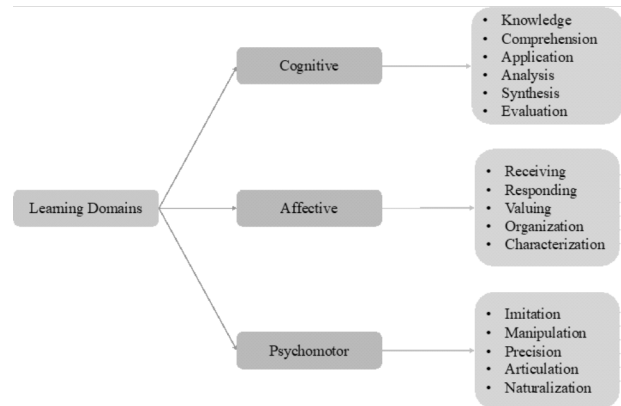 Learning Domains
Cognitive
• Knowledge
• Comprehension
• Application
• Analysis
• Synthesis
• Evaluation
Affective
• Receiving
• Responding
• Valuing
• Organization
• Characterization
Psychomotor
• Imitation
• Manipulation
• Precision
• Articulation
• Naturalization